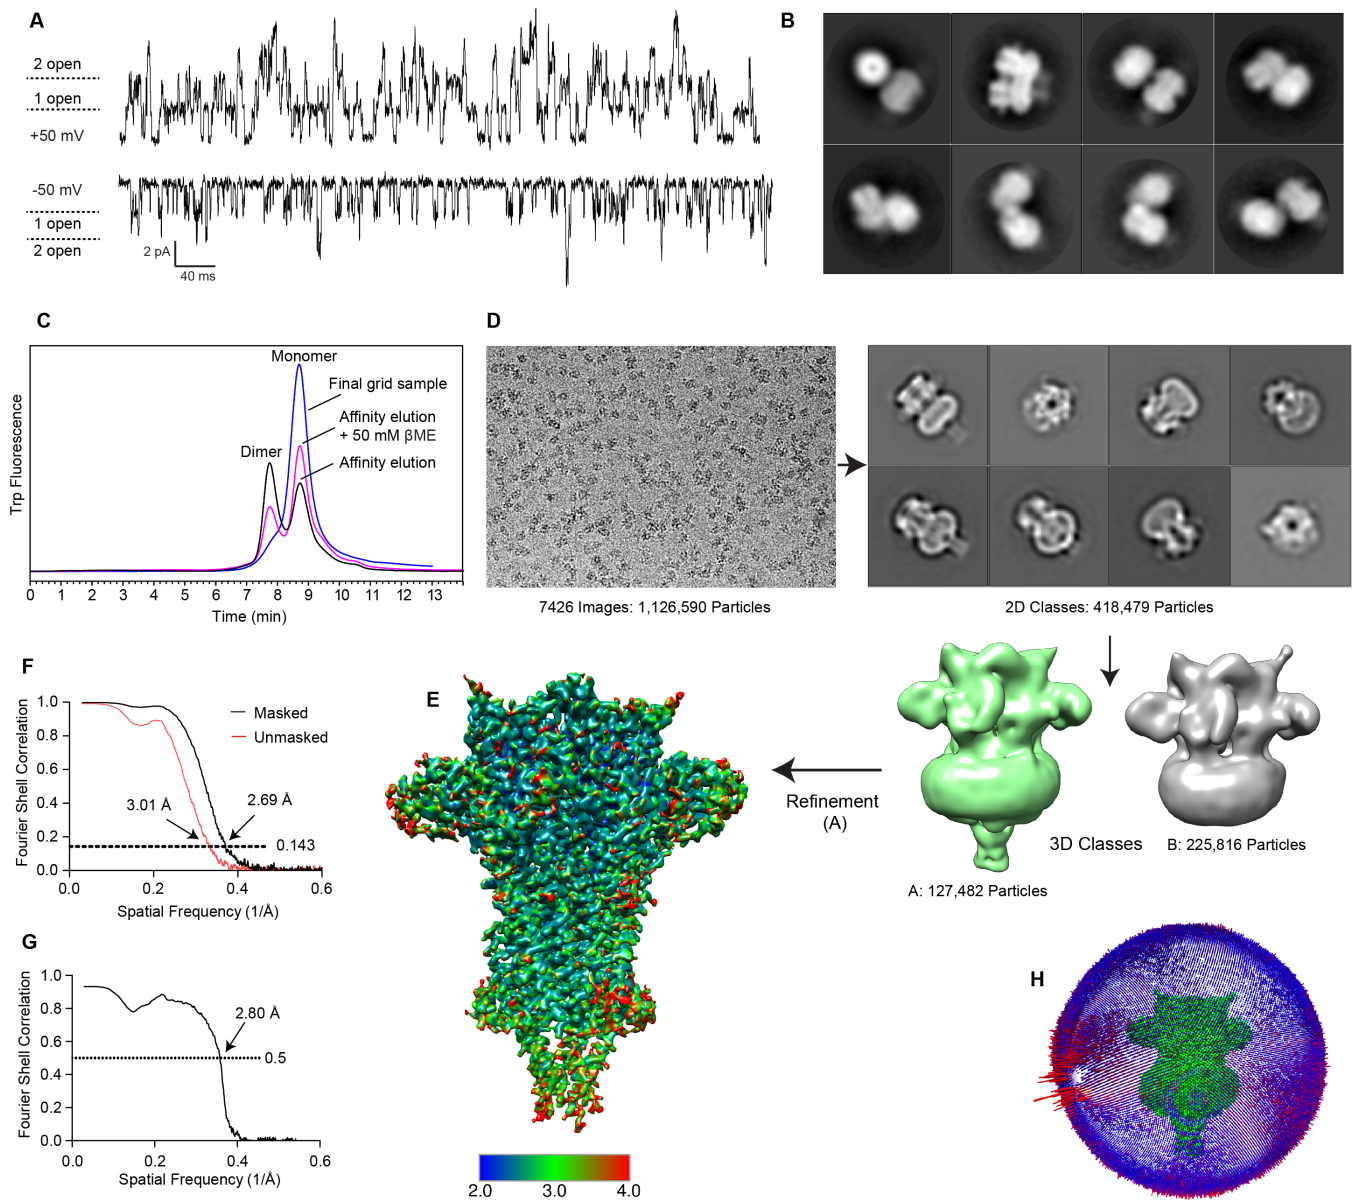 A
2 open
1 open
+50 mV
-50 mV
1 open
2 open
2 pA
40 ms
B
C
Monomer
Final grid sample
Affinity elution
+ 50 mM βME
Dimer
Affinity elution
Trp Fluorescence
0 1 2 3 4 5 6 7 8 9 10 11 12 13
Time (min)
D
7426 Images: 1,126,590 Particles
2D Classes: 418,479 Particles
3D Classes
A: 127,482 Particles
B: 225,816 Particles
Refinement
(A)
E
2.0 3.0 4.0
F
1.0
0.8
0.6
0.4
0.2
0.0
Fourier Shell Correlation
Masked
Unmasked
3.01 Å
2.69 Å
0.143
0.0 0.2 0.4 0.6
Spatial Frequency (1/Å)
G
1.0
0.8
0.6
0.4
0.2
0.0
Fourier Shell Correlation
2.80 Å
0.5
0.0 0.2 0.4 0.6
Spatial Frequency (1/Å)
H